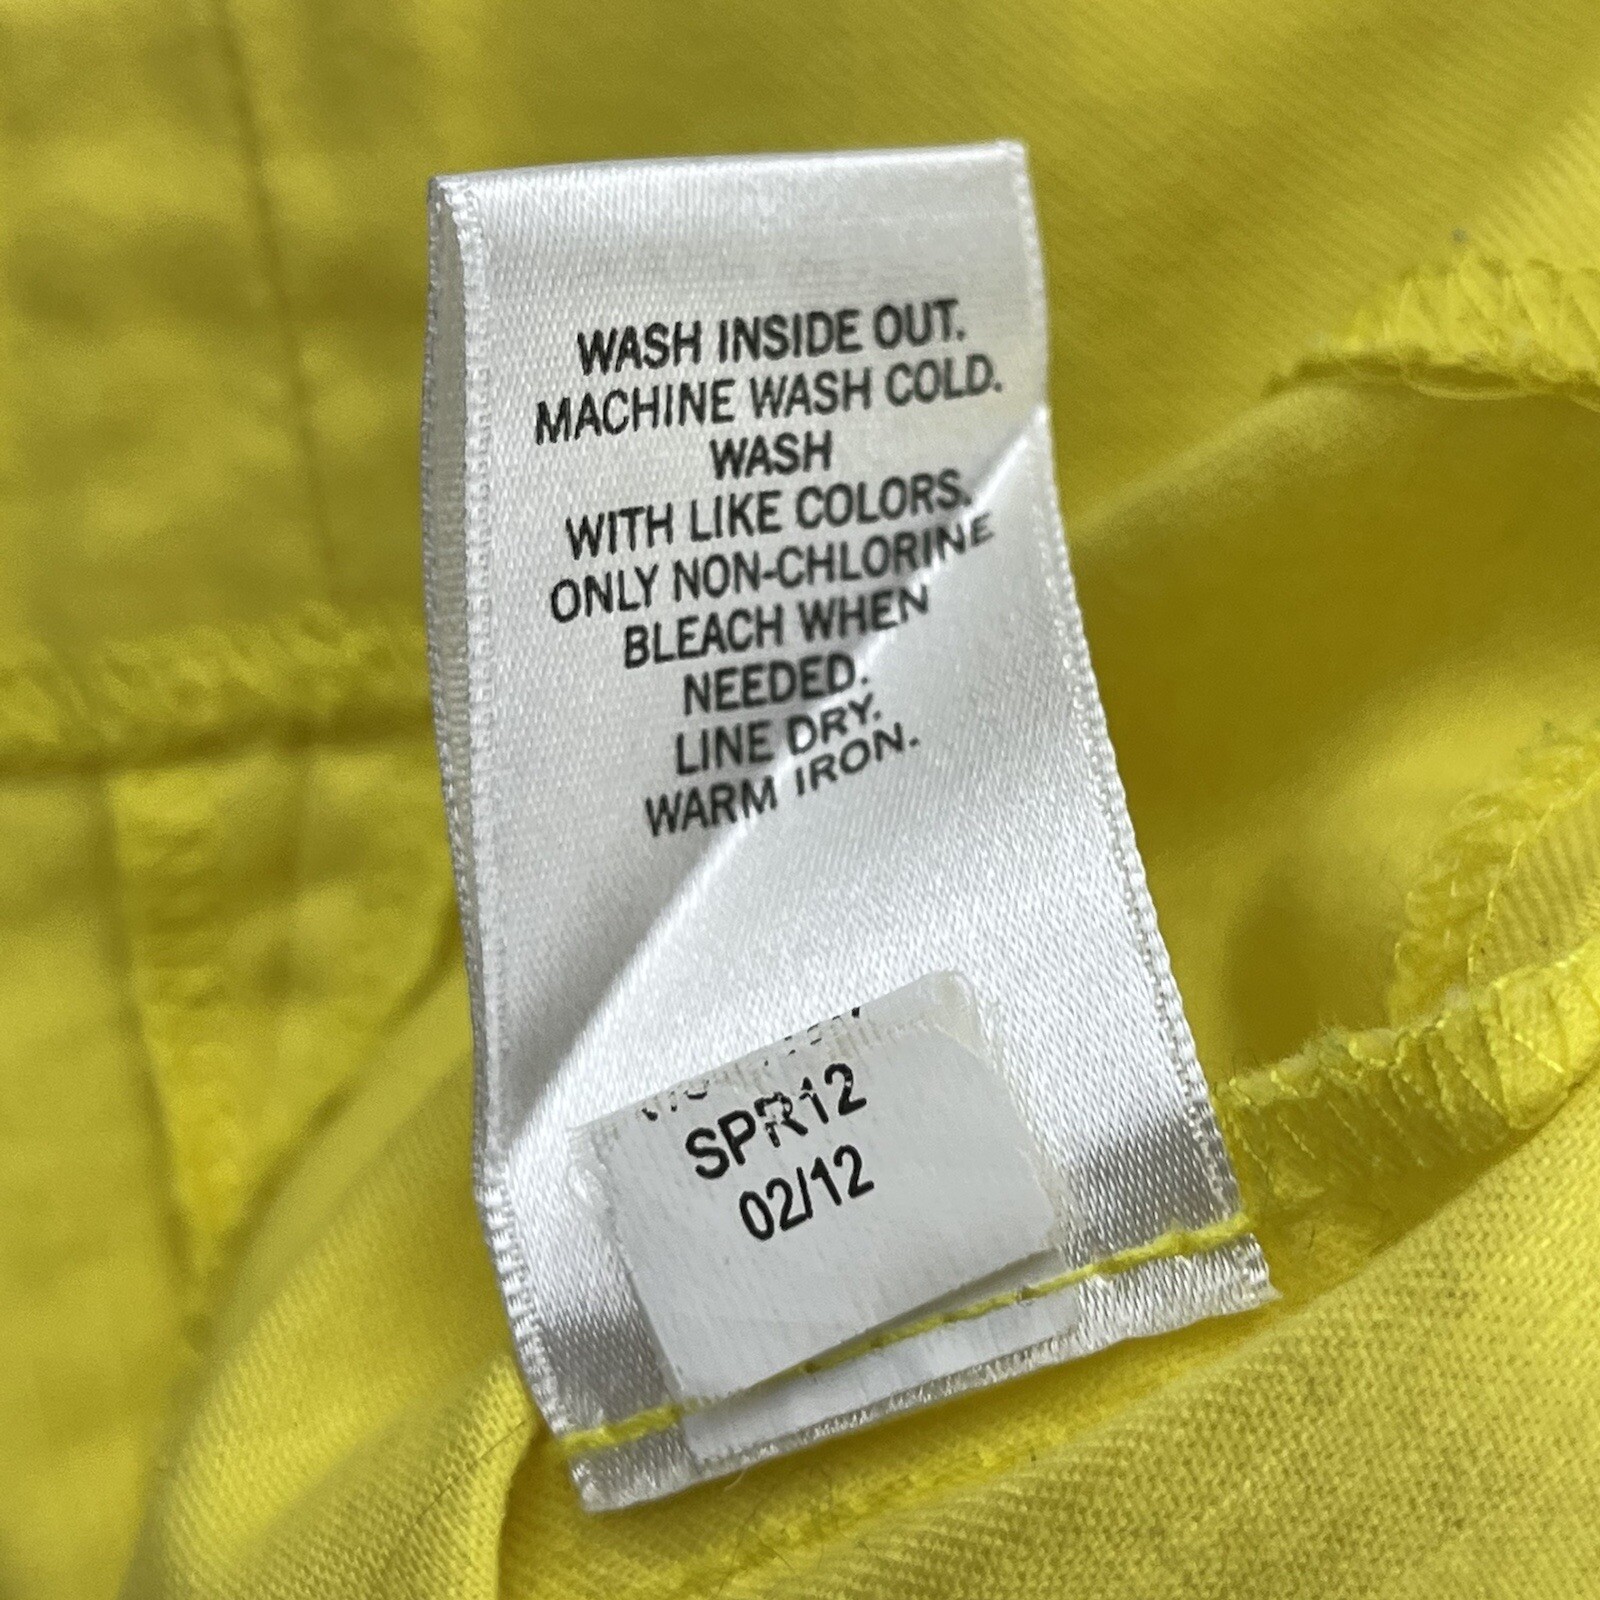 WASH INSIDE OUT.
MACHINE WASH COLD.
WASH
WITH LIKE COLORS.
ONLY NON-CHLORINE
BLEACH WHEN
NEEDED.
LINE DRY.
WARM IRON.
SPR12
02/12